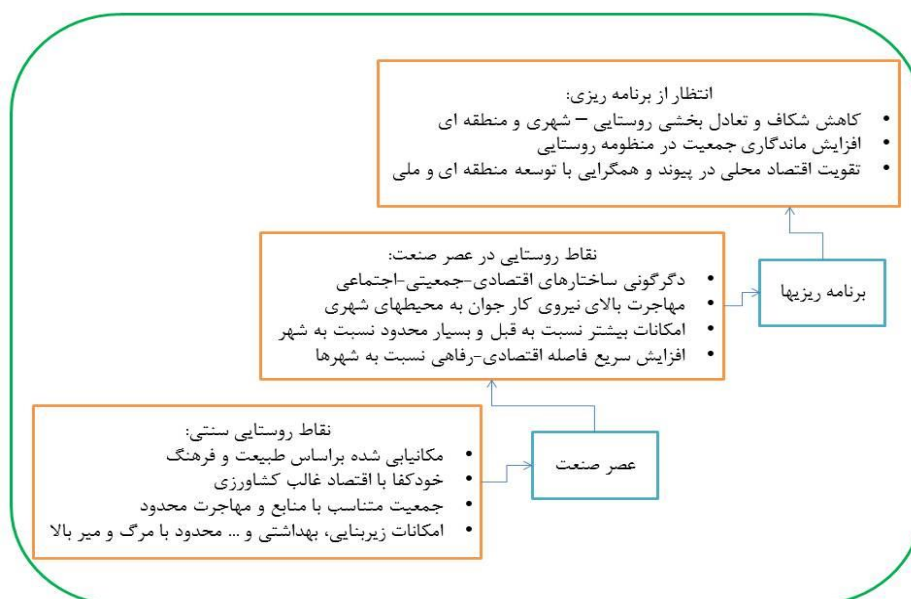 انتظار از برنامه ریزی:
• کاهش شکاف و تعادل بخشی روستایی – شهری و منطقه ای
• افزایش ماندگاری جمعیت در منظومه روستایی
• تقویت اقتصاد محلی در پیوند و همگرایی با توسعه منطقه ای و ملی
برنامه ریزیها
نقاط روستایی در عصر صنعت:
• دگرگونی ساختارهای اقتصادی-جمعیتی-اجتماعی
• مهاجرت بالای نیروی کار جوان به محیطهای شهری
• امکانات بیشتر نسبت به قبل و بسیار محدود نسبت به شهر
• افزایش سریع فاصله اقتصادی-رفاهی نسبت به شهرها
عصر صنعت
نقاط روستایی سنتی:
• مکانیابی شده براساس طبیعت و فرهنگ
• خودکفا با اقتصاد غالب کشاورزی
• جمعیت متناسب با منابع و مهاجرت محدود
• امکانات زیربنایی، بهداشتی و ... محدود با مرگ و میر بالا